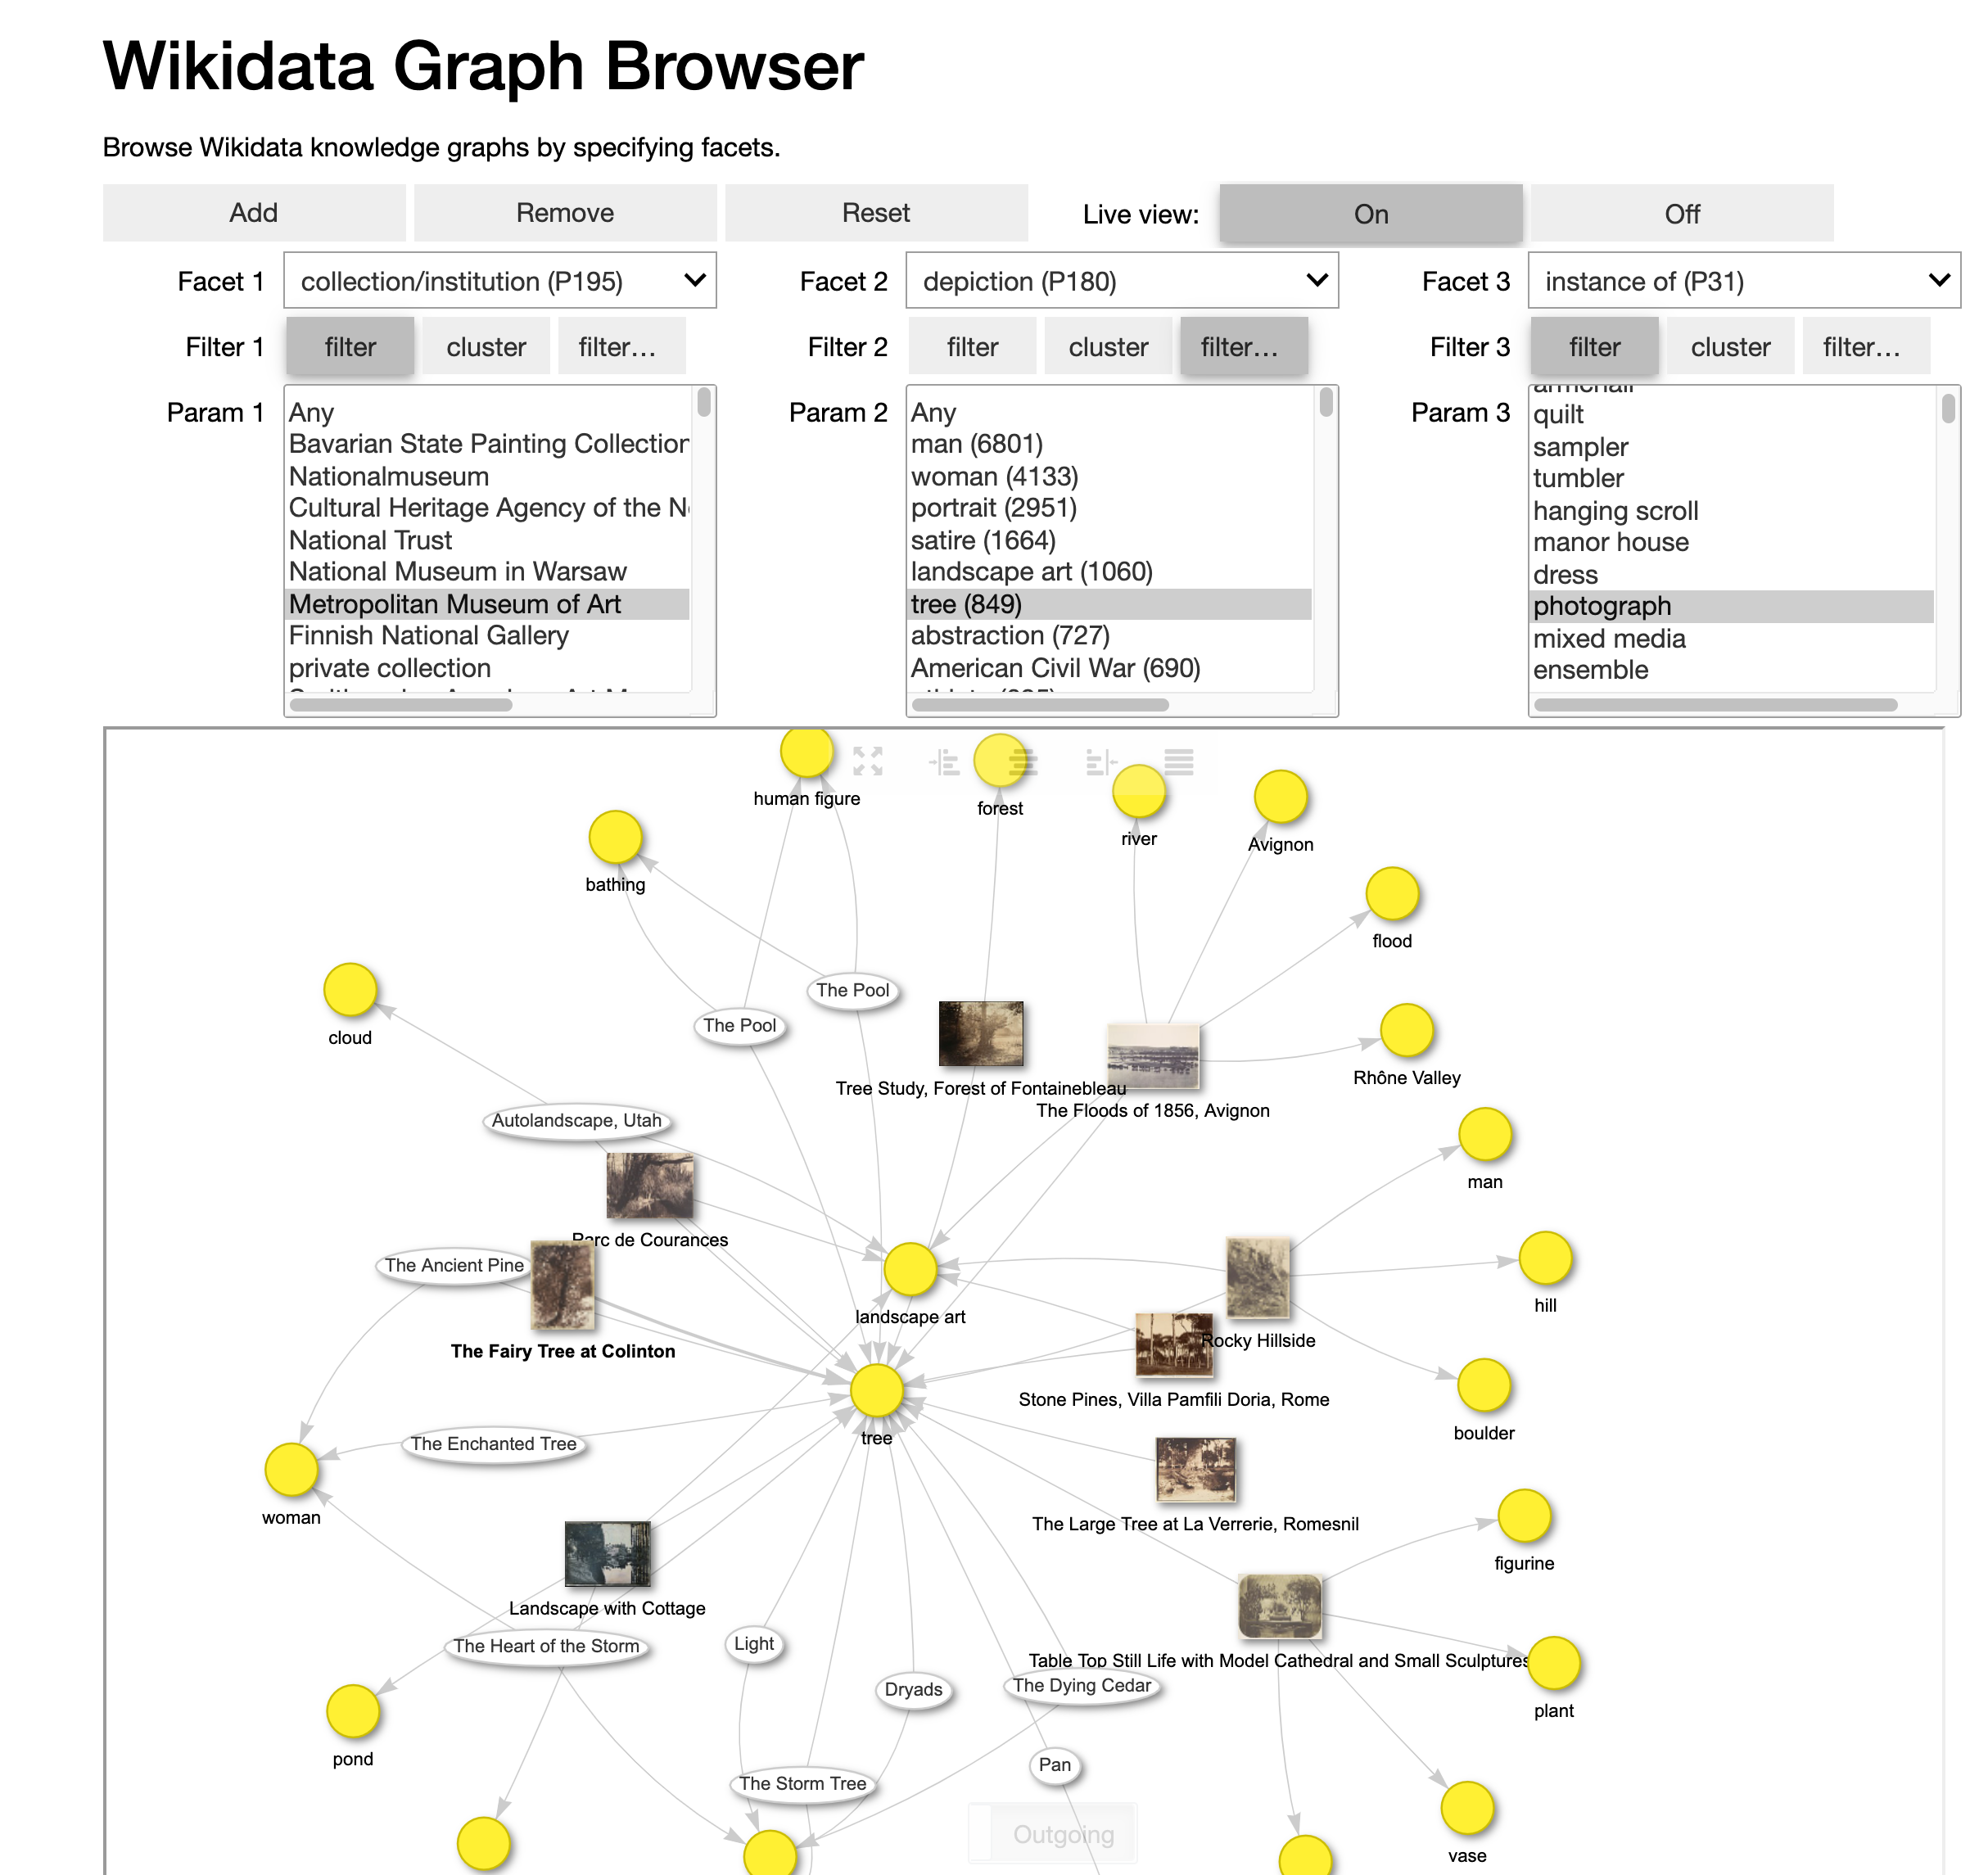 Wikidata Graph Browser
Browse Wikidata knowledge graphs by specifying facets.
Add Remove Reset Live view: On Off
Facet 1 collection/institution (P195) Facet 2 depiction (P180) Facet 3 instance of (P31)
Filter 1 filter cluster filter… Filter 2 filter cluster filter… Filter 3 filter cluster filter…
Param 1
Any
Bavarian State Painting Collection
Nationalmuseum
Cultural Heritage Agency of the
National Trust
National Museum in Warsaw
Metropolitan Museum of Art
Finnish National Gallery
private collection
Param 2
Any
man (6801)
woman (4133)
portrait (2951)
satire (1664)
landscape art (1060)
tree (849)
abstraction (727)
American Civil War (690)
Param 3
armchair
quilt
sampler
tumbler
hanging scroll
manor house
dress
photograph
mixed media
ensemble
human figure
forest
river
Avignon
bathing
flood
cloud
The Pool
The Pool
Rhône Valley
Tree Study, Forest of Fontainebleau
The Floods of 1856, Avignon
Autolandscape, Utah
man
Parc de Courances
The Ancient Pine
hill
landscape art
Rocky Hillside
The Fairy Tree at Colinton
Stone Pines, Villa Pamfili Doria, Rome
boulder
tree
The Enchanted Tree
woman
The Large Tree at La Verrerie, Romesnil
figurine
Landscape with Cottage
The Heart of the Storm
Light
Table Top Still Life with Model Cathedral and Small Sculptures
The Dying Cedar
Dryads
plant
pond
Pan
The Storm Tree
Outgoing
vase